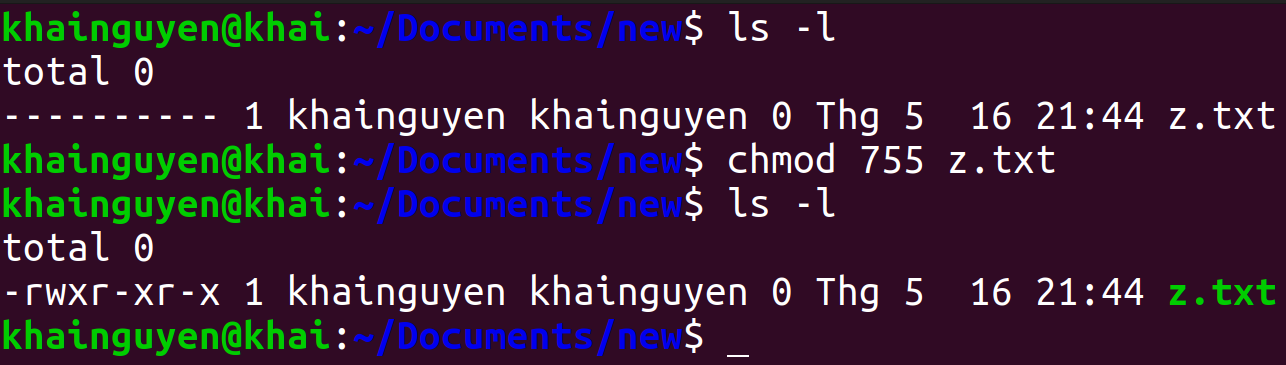 khainguyen@khai:~/Documents/new$ ls -l
total 0
---------- 1 khainguyen khainguyen 0 Thg 5  16 21:44 z.txt
khainguyen@khai:~/Documents/new$ chmod 755 z.txt
khainguyen@khai:~/Documents/new$ ls -l
total 0
-rwxr-xr-x 1 khainguyen khainguyen 0 Thg 5  16 21:44 z.txt
khainguyen@khai:~/Documents/new$ _